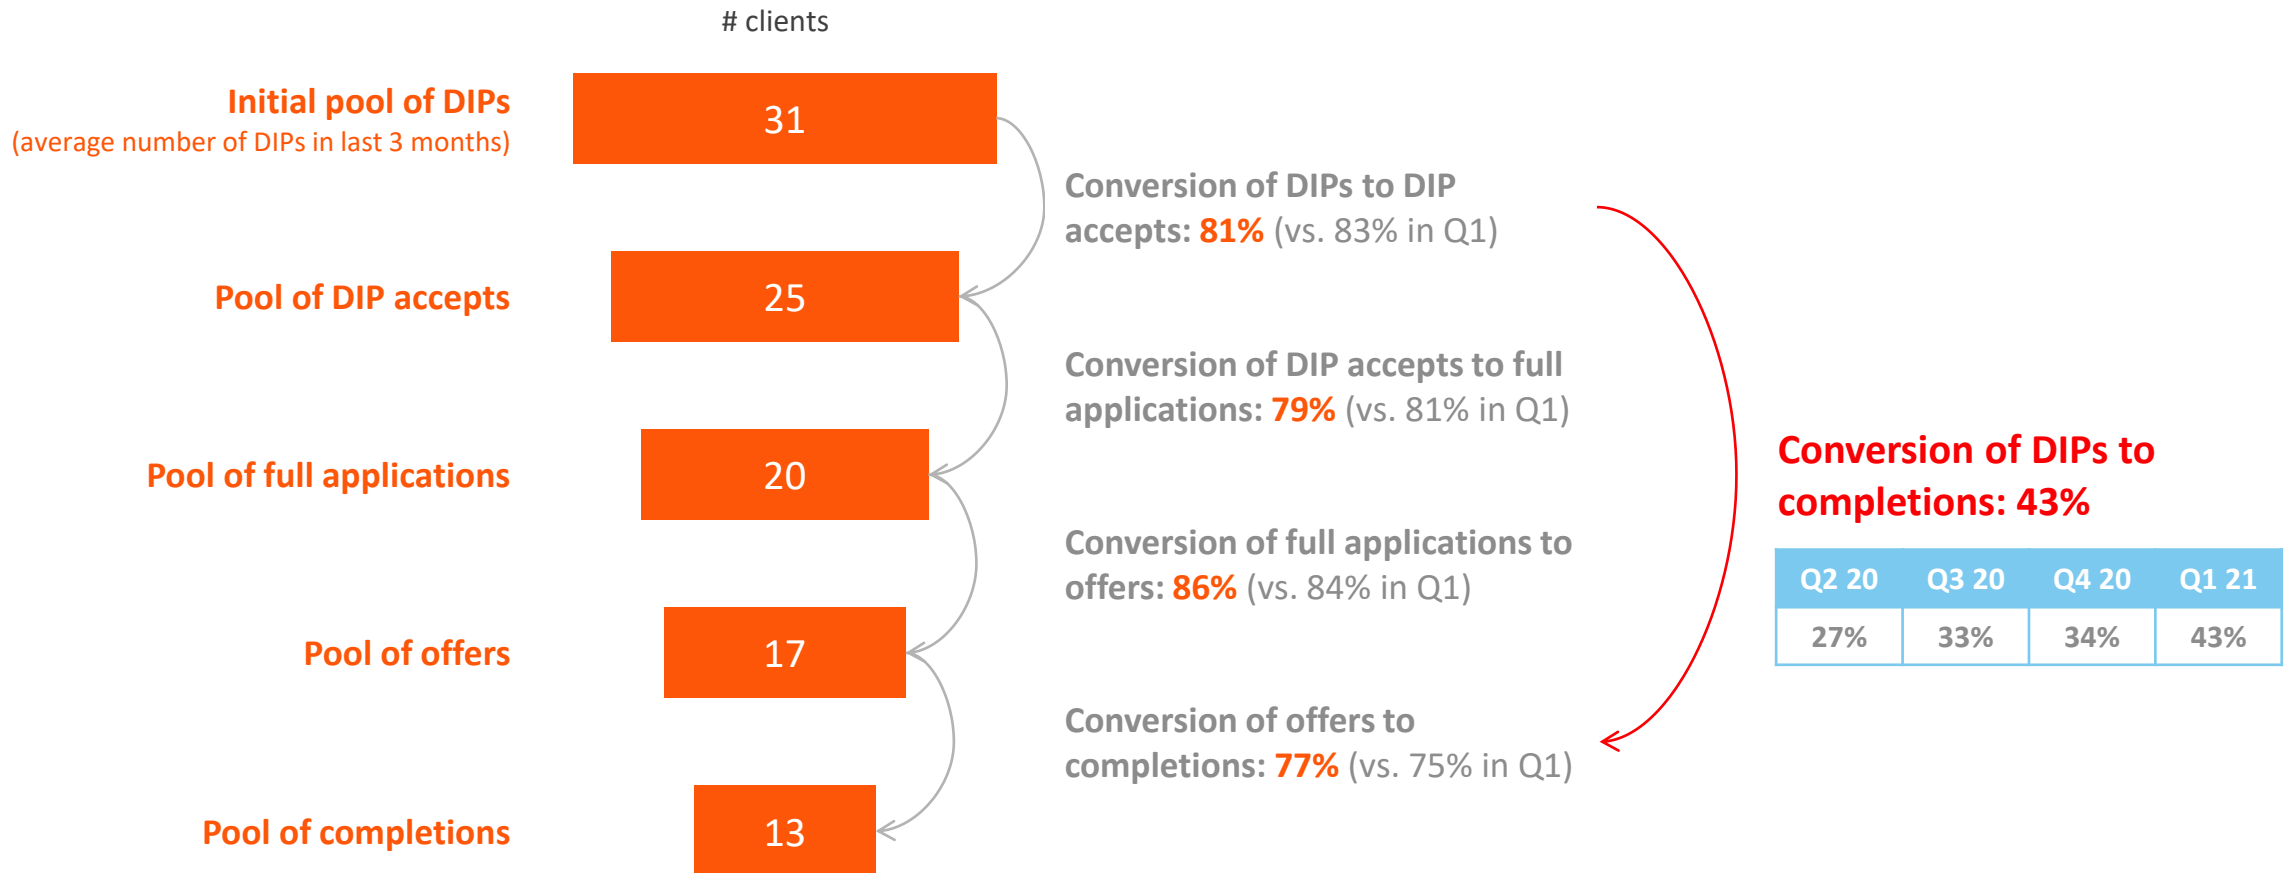 # clients
Initial pool of DIPs
(average number of DIPs in last 3 months)
31
Conversion of DIPs to DIP
accepts: 81% (vs. 83% in Q1)
Pool of DIP accepts
25
Conversion of DIP accepts to full
applications: 79% (vs. 81% in Q1)
Pool of full applications
20
Conversion of full applications to
offers: 86% (vs. 84% in Q1)
Pool of offers
17
Conversion of offers to
completions: 77% (vs. 75% in Q1)
Pool of completions
13
Conversion of DIPs to
completions: 43%
Q2 20 Q3 20 Q4 20 Q1 21
27% 33% 34% 43%